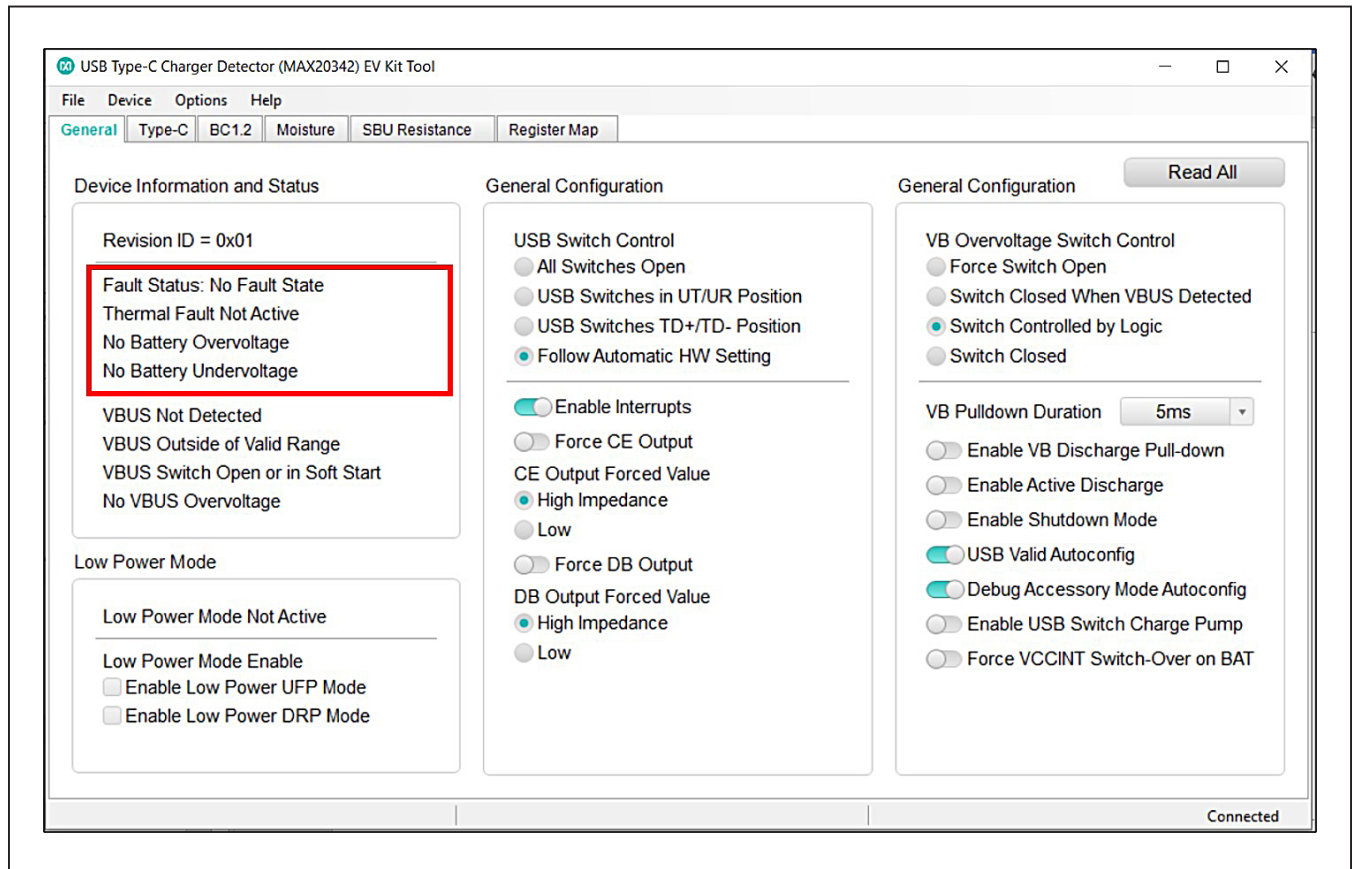 USB Type-C Charger Detector (MAX20342) EV Kit Tool
File Device Options Help
General Type-C BC1.2 Moisture SBU Resistance Register Map
Read All
Device Information and Status
Revision ID = 0x01
Fault Status: No Fault State
Thermal Fault Not Active
No Battery Overvoltage
No Battery Undervoltage
VBUS Not Detected
VBUS Outside of Valid Range
VBUS Switch Open or in Soft Start
No VBUS Overvoltage
Low Power Mode
Low Power Mode Not Active
Low Power Mode Enable
Enable Low Power UFP Mode
Enable Low Power DRP Mode
General Configuration
USB Switch Control
All Switches Open
USB Switches in UT/UR Position
USB Switches TD+/TD- Position
Follow Automatic HW Setting
Enable Interrupts
Force CE Output
CE Output Forced Value
High Impedance
Low
Force DB Output
DB Output Forced Value
High Impedance
Low
General Configuration
VB Overvoltage Switch Control
Force Switch Open
Switch Closed When VBUS Detected
Switch Controlled by Logic
Switch Closed
VB Pulldown Duration 5ms
Enable VB Discharge Pull-down
Enable Active Discharge
Enable Shutdown Mode
USB Valid Autoconfig
Debug Accessory Mode Autoconfig
Enable USB Switch Charge Pump
Force VCCINT Switch-Over on BAT
Connected